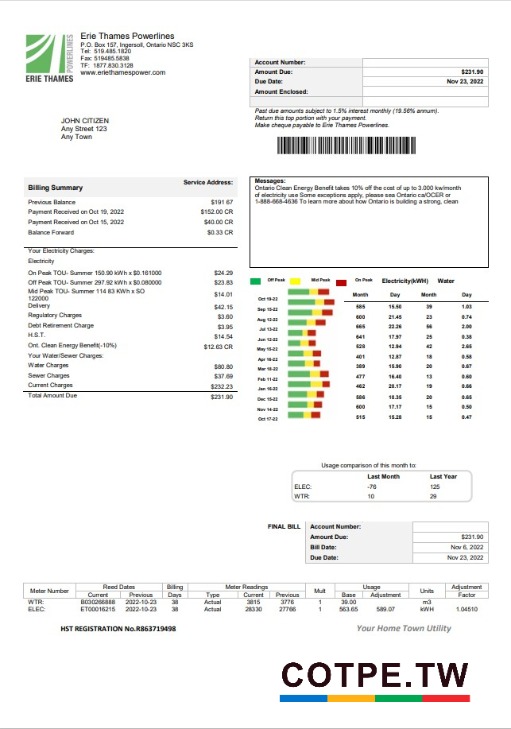 Erie Thames Powerlines
P.O. Box 157, Ingersoll, Ontario NSC 3KS
Tel: 519.485.1820
Fax: 519485.5838
TF: 1877.830.3128
www.eriethamespower.com
POWERLINES
ERIE THAMES
Account Number:
Amount Due: $231.90
Due Date: Nov 23, 2022
Amount Enclosed:
Past due amounts subject to 1.5% interest monthly (19.56% annum).
Return this top portion with your payment.
Make cheque payable to Erie Thames Powerlines.
JOHN CITIZEN
Any Street 123
Any Town
Billing Summary Service Address:
Previous Balance $191 67
Payment Received on Oct 19, 2022 $152.00 CR
Payment Received on Oct 15, 2022 $40.00 CR
Balance Forward $0.33 CR
Your Electricity Charges:
Electricity
On Peak TOU- Summer 150.90 kWh x $0.161000 $24.29
Off Peak TOU- Summer 297.92 kWh x $0.080000 $23.83
Mid Peak TOU- Summer 114.83 KWH x SO
122000 $14.01
Delivery $42.15
Regulatory Charges $3.60
Debt Retirement Charge $3.95
H.S.T. $14.54
Ont. Clean Energy Benefit(-10%) $12.63 CR
Your Water/Sewer Charges:
Water Charges $80.80
Sewer Charges $37.69
Current Charges $232.23
Total Amount Due $231.90
Messages:
Ontario Clean Energy Benefit takes 10% off the cost of up to 3.000 kw/month
of electricity use Some exceptions apply, please sea Ontario ca/OCER or
1-888-668-4636 To learn more about how Ontario is building a strong, clean
Off Peak Mid Peak On Peak Electricity(kWH) Water
Month Day Month Day
Oct 19-22 685 15.50 39 1.03
Sep 15-22 600 21.45 23 0.74
Aug 12-22 665 22.26 56 2.00
Jul 13-22 641 17.97 25 0.38
Jun 12-22 528 12.94 42 2.65
May 15-22 401 12.87 18 0.58
Apr 16-22 389 15.90 20 0.87
Mar 18-22 477 16.40 13 0.60
Feb 11-22 462 20.17 19 0.66
Jan 16-22 586 18.35 20 0.65
Dec 15-22 600 17.17 15 0.50
Nov 14-22 515 15.28 15 0.47
Oct 17-22
Usage comparison of this month to:
Last Month Last Year
ELEC: -76 125
WTR: 10 29
FINAL BILL Account Number:
Amount Due: $231.90
Bill Date: Nov 6, 2022
Due Date: Nov 23, 2022
Meter Number Reed Dates Billing Meter Readings Mult Usage Units Adjustment
Current Previous Days Type Current Previous Base Adjustment Factor
WTR: B030266888 2022-10-23 38 Actual 3815 3776 1 39.00 m3
ELEC: ET00016215 2022-10-23 38 Actual 28330 27766 1 563.65 589.07 kWH 1.04510
HST REGISTRATION No.R863719498
Your Home Town Utility
COTPE.TW